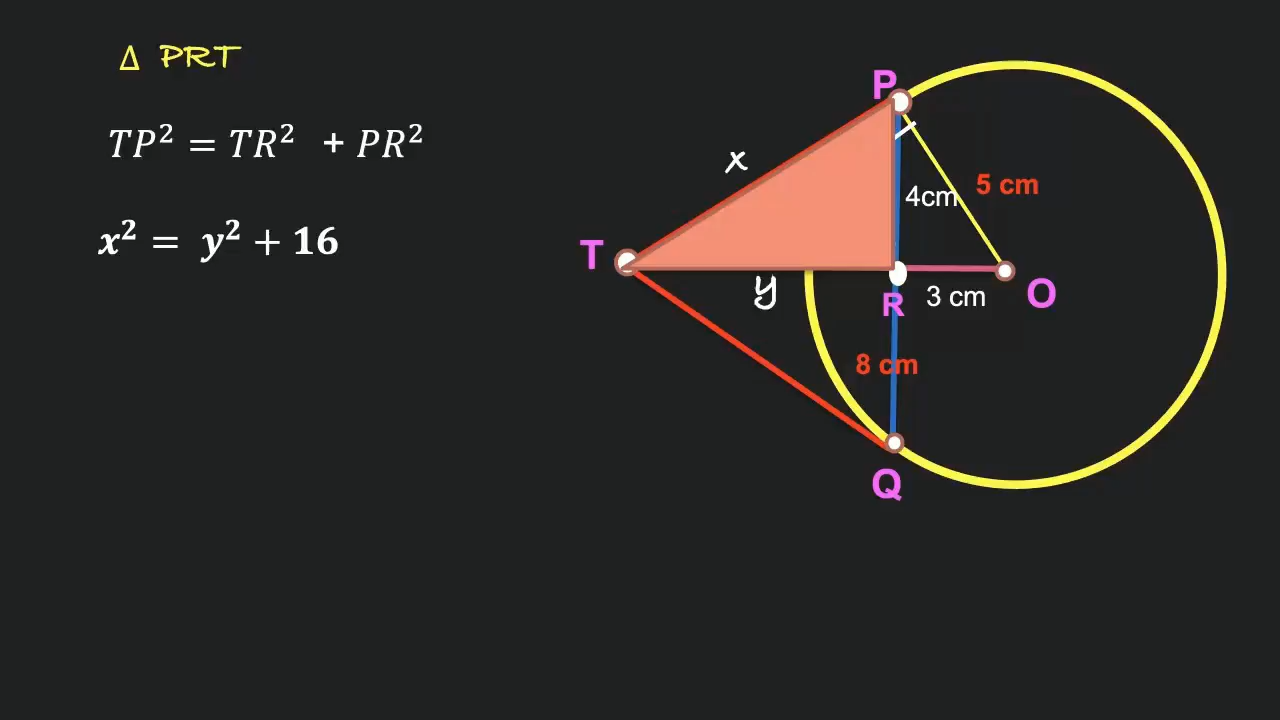 Δ PRT
TP² = TR² + PR²
x² = y² + 16
P
x
5 cm
4cm
T
y
R
3 cm
O
8 cm
Q